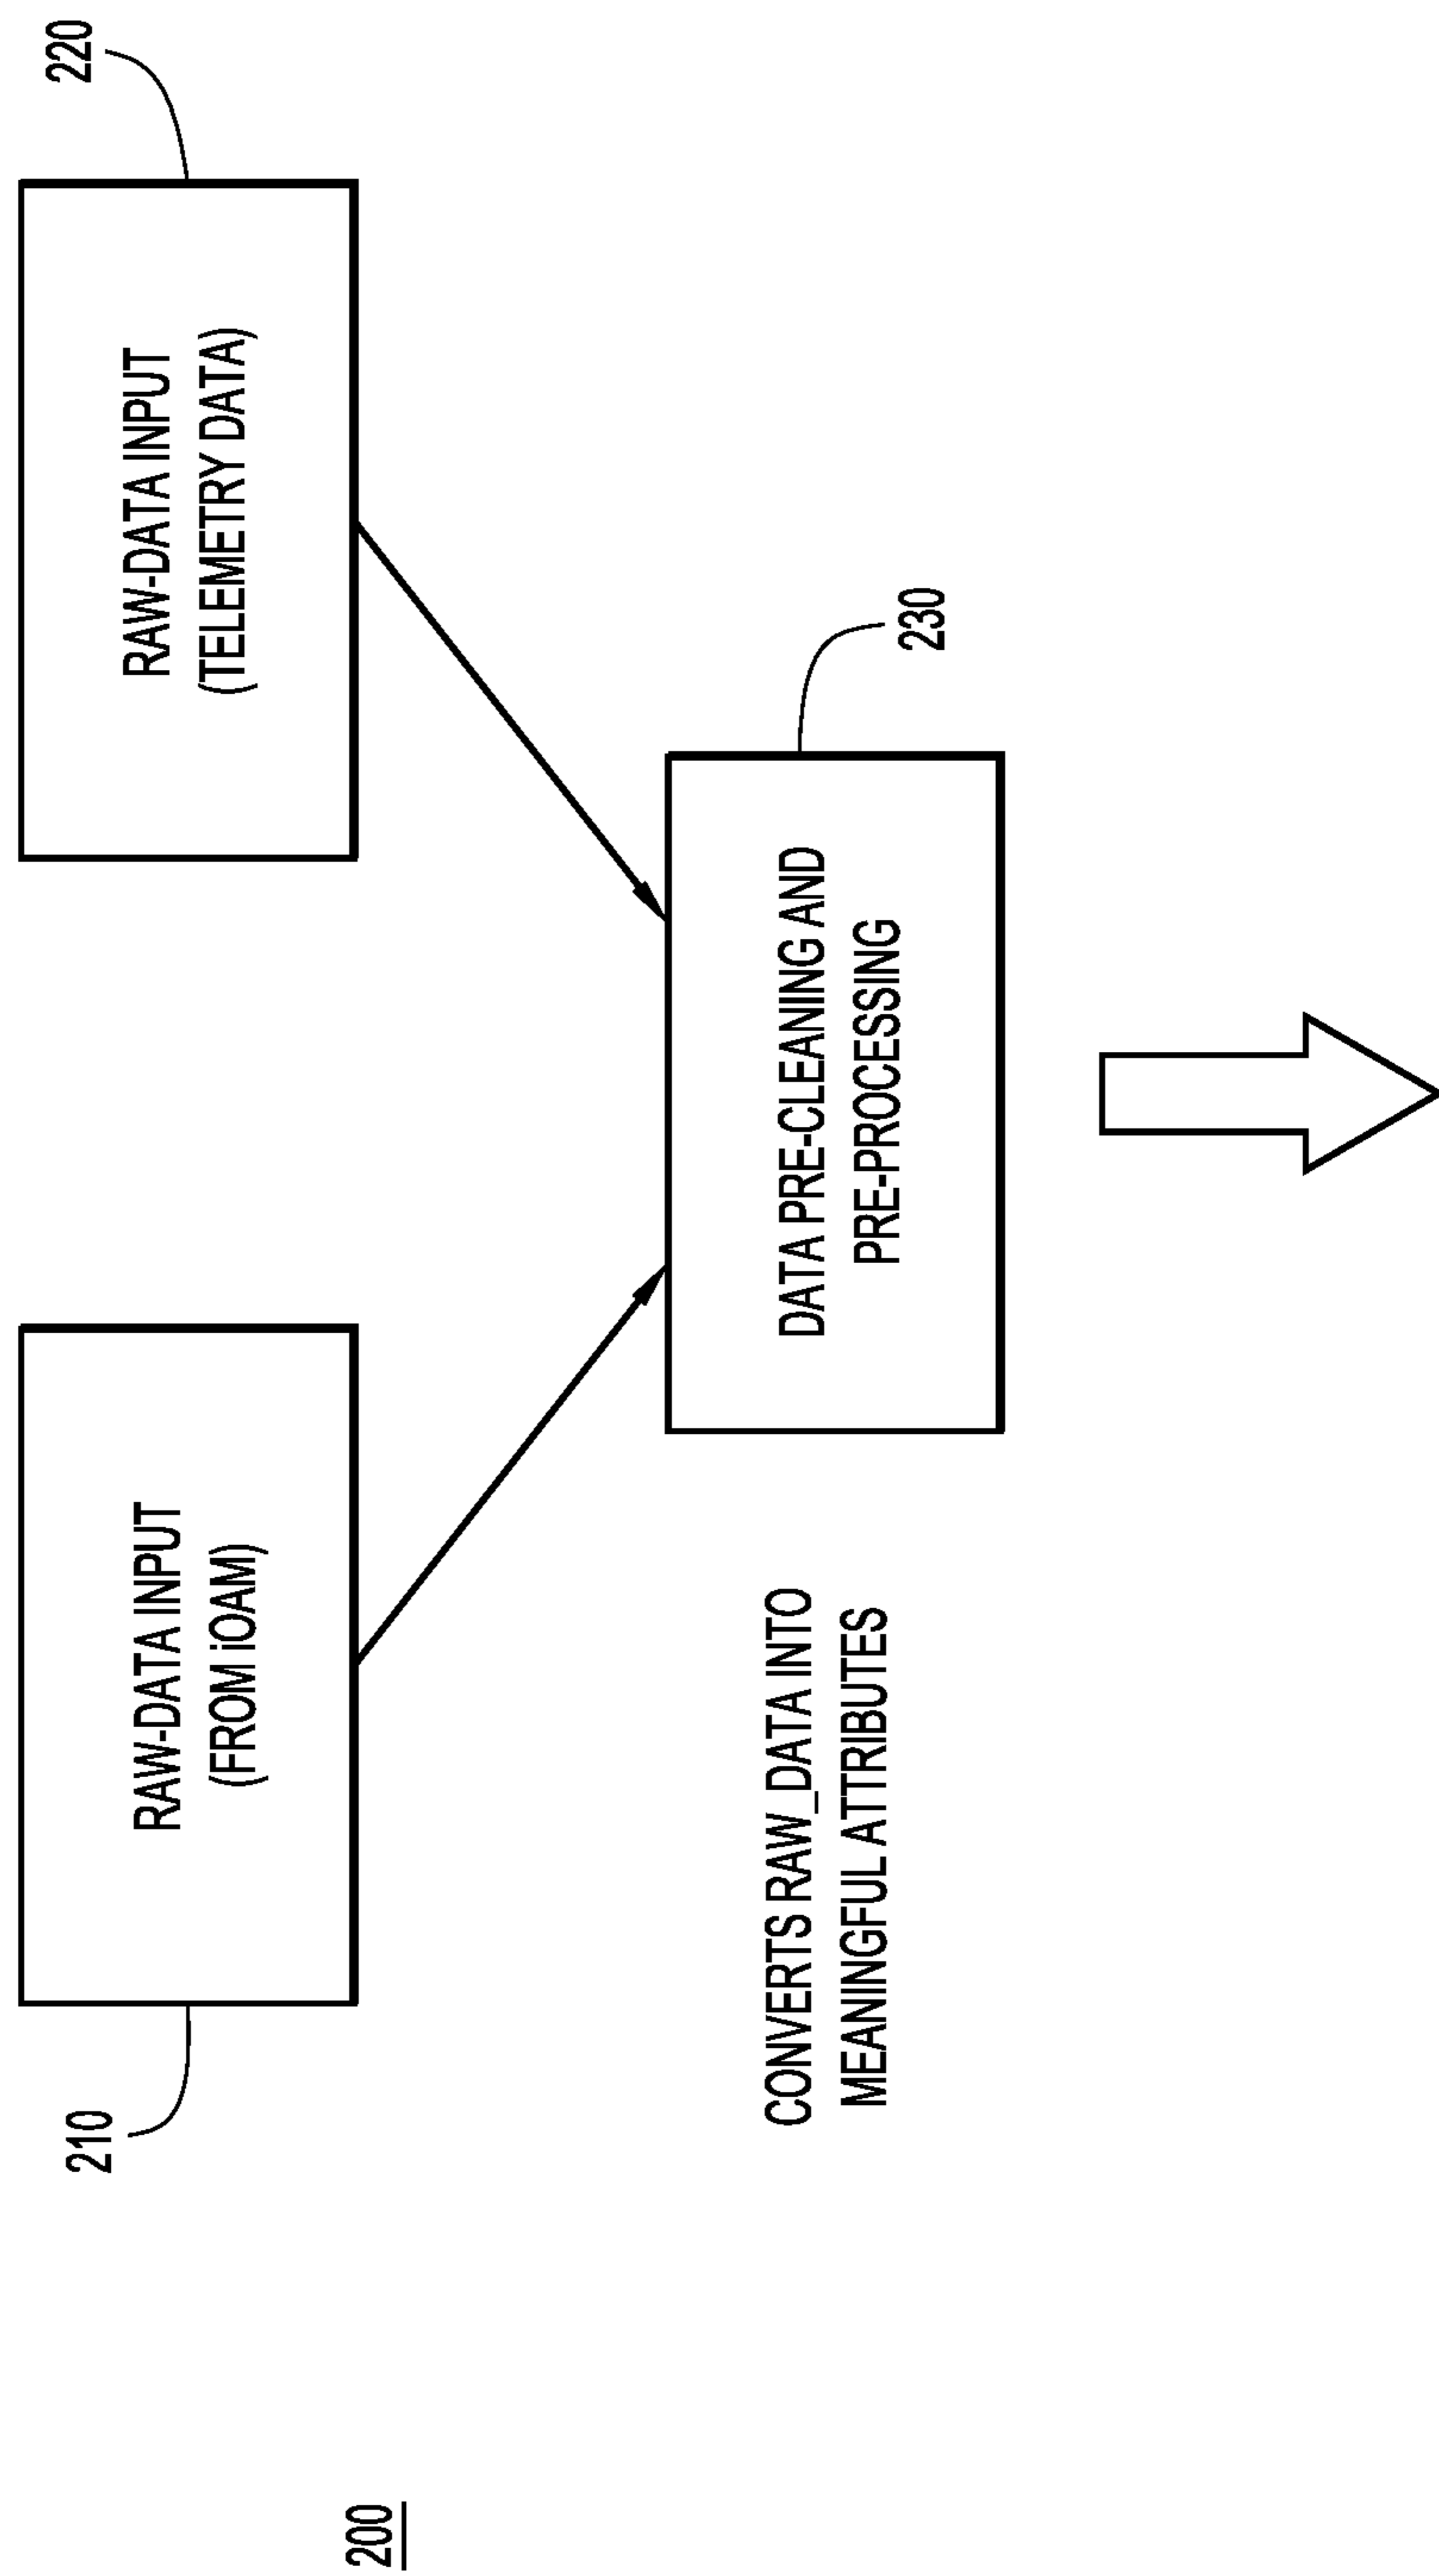 200
210
RAW-DATA INPUT
(FROM iOAM)
220
RAW-DATA INPUT
(TELEMETRY DATA)
CONVERTS RAW_DATA INTO
MEANINGFUL ATTRIBUTES
DATA PRE-CLEANING AND
PRE-PROCESSING
230